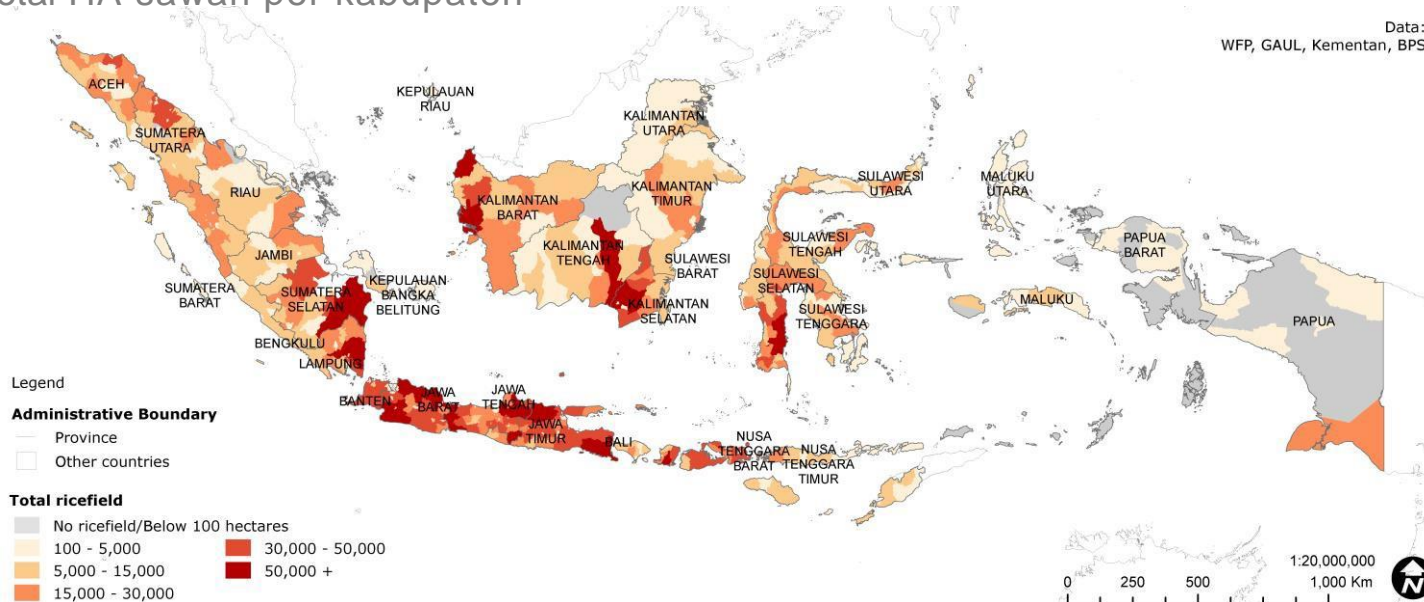 otal HA sawah per kabupaten
Data:
WFP, GAUL, Kementan, BPS
ACEH
KEPULAUAN
RIAU
KALIMANTAN
UTARA
SUMATERA
UTARA
SULAWESI
UTARA
MALUKU
UTARA
RIAU
KALIMANTAN
BARAT
KALIMANTAN
TIMUR
KALIMANTAN
TENGAH
SULAWESI
TENGAH
PAPUA
BARAT
JAMBI
SULAWESI
BARAT
SUMATERA
BARAT
SUMATERA
SELATAN
KEPULAUAN
BANGKA
BELITUNG
KALIMANTAN
SELATAN
SULAWESI
SELATAN
SULAWESI
TENGGARA
MALUKU
PAPUA
BENGKULU
LAMPUNG
BANTEN
JAWA
BARAT
JAWA
TENGAH
JAWA
TIMUR
BALI
NUSA
TENGGARA
BARAT
NUSA
TENGGARA
TIMUR
Legend
Administrative Boundary
Province
Other countries
Total ricefield
No ricefield/Below 100 hectares
100 - 5,000
5,000 - 15,000
15,000 - 30,000
30,000 - 50,000
50,000 +
1:20,000,000
0 250 500 1,000 Km
N